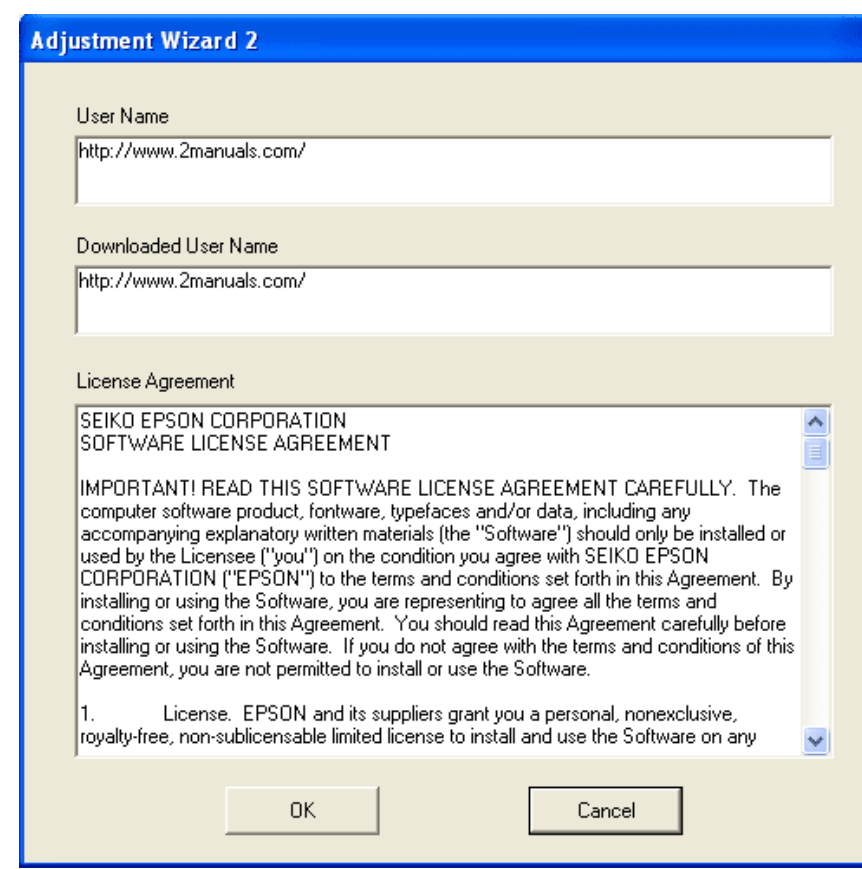 Adjustment Wizard 2
User Name
http://www.2manuals.com/
Downloaded User Name
http://www.2manuals.com/
License Agreement
SEIKO EPSON CORPORATION
SOFTWARE LICENSE AGREEMENT
IMPORTANT! READ THIS SOFTWARE LICENSE AGREEMENT CAREFULLY.  The
computer software product, fontware, typefaces and/or data, including any
accompanying explanatory written materials (the "Software") should only be installed or
used by the Licensee ("you") on the condition you agree with SEIKO EPSON
CORPORATION ("EPSON") to the terms and conditions set forth in this Agreement.  By
installing or using the Software, you are representing to agree all the terms and
conditions set forth in this Agreement.  You should read this Agreement carefully before
installing or using the Software.  If you do not agree with the terms and conditions of this
Agreement, you are not permitted to install or use the Software.
1. License.  EPSON and its suppliers grant you a personal, nonexclusive,
royalty-free, non-sublicensable limited license to install and use the Software on any
OK
Cancel